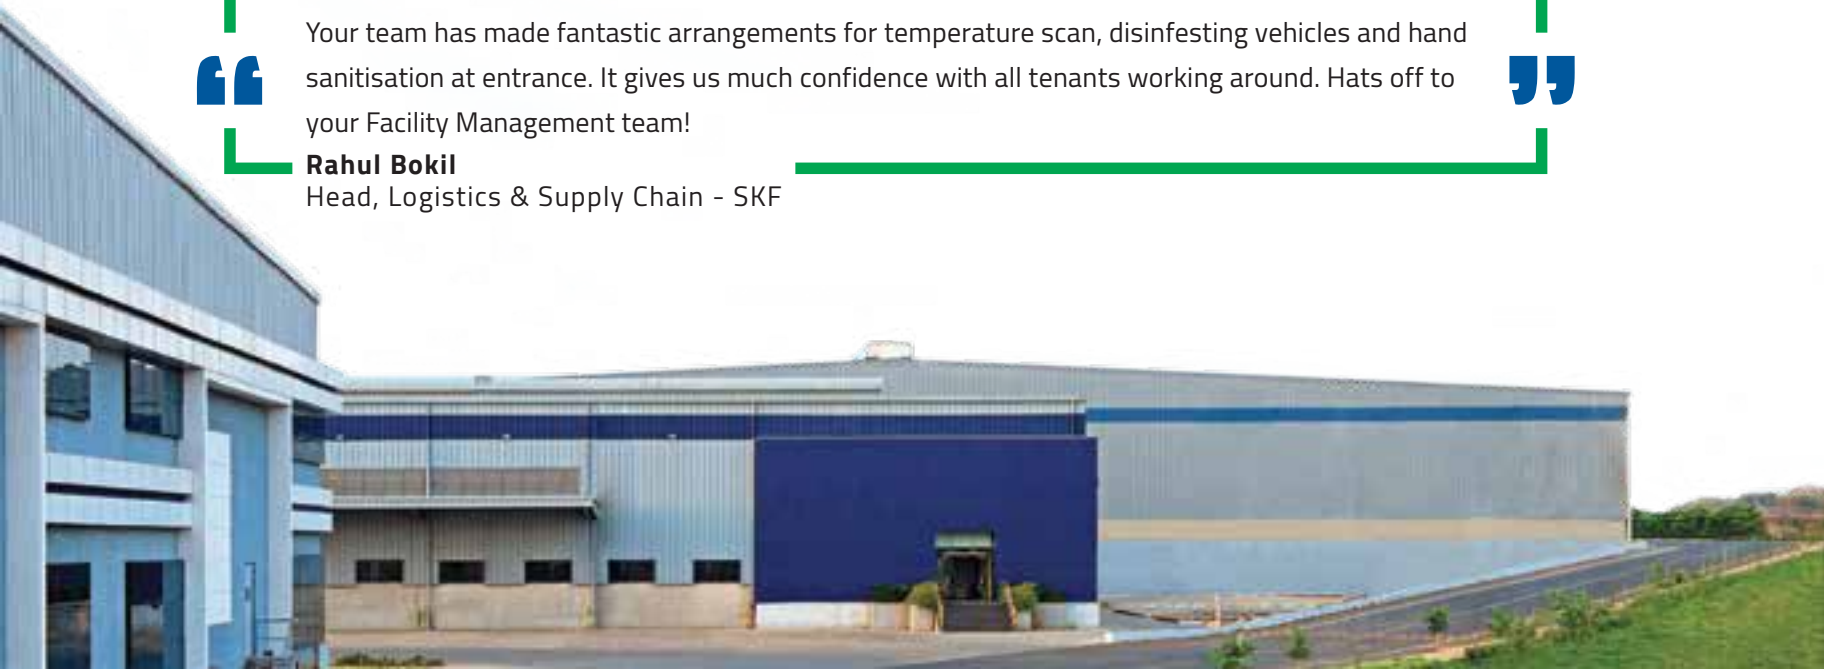 Your team has made fantastic arrangements for temperature scan, disinfesting vehicles and hand
sanitisation at entrance. It gives us much confidence with all tenants working around. Hats off to
your Facility Management team!
Rahul Bokil
Head, Logistics & Supply Chain - SKF